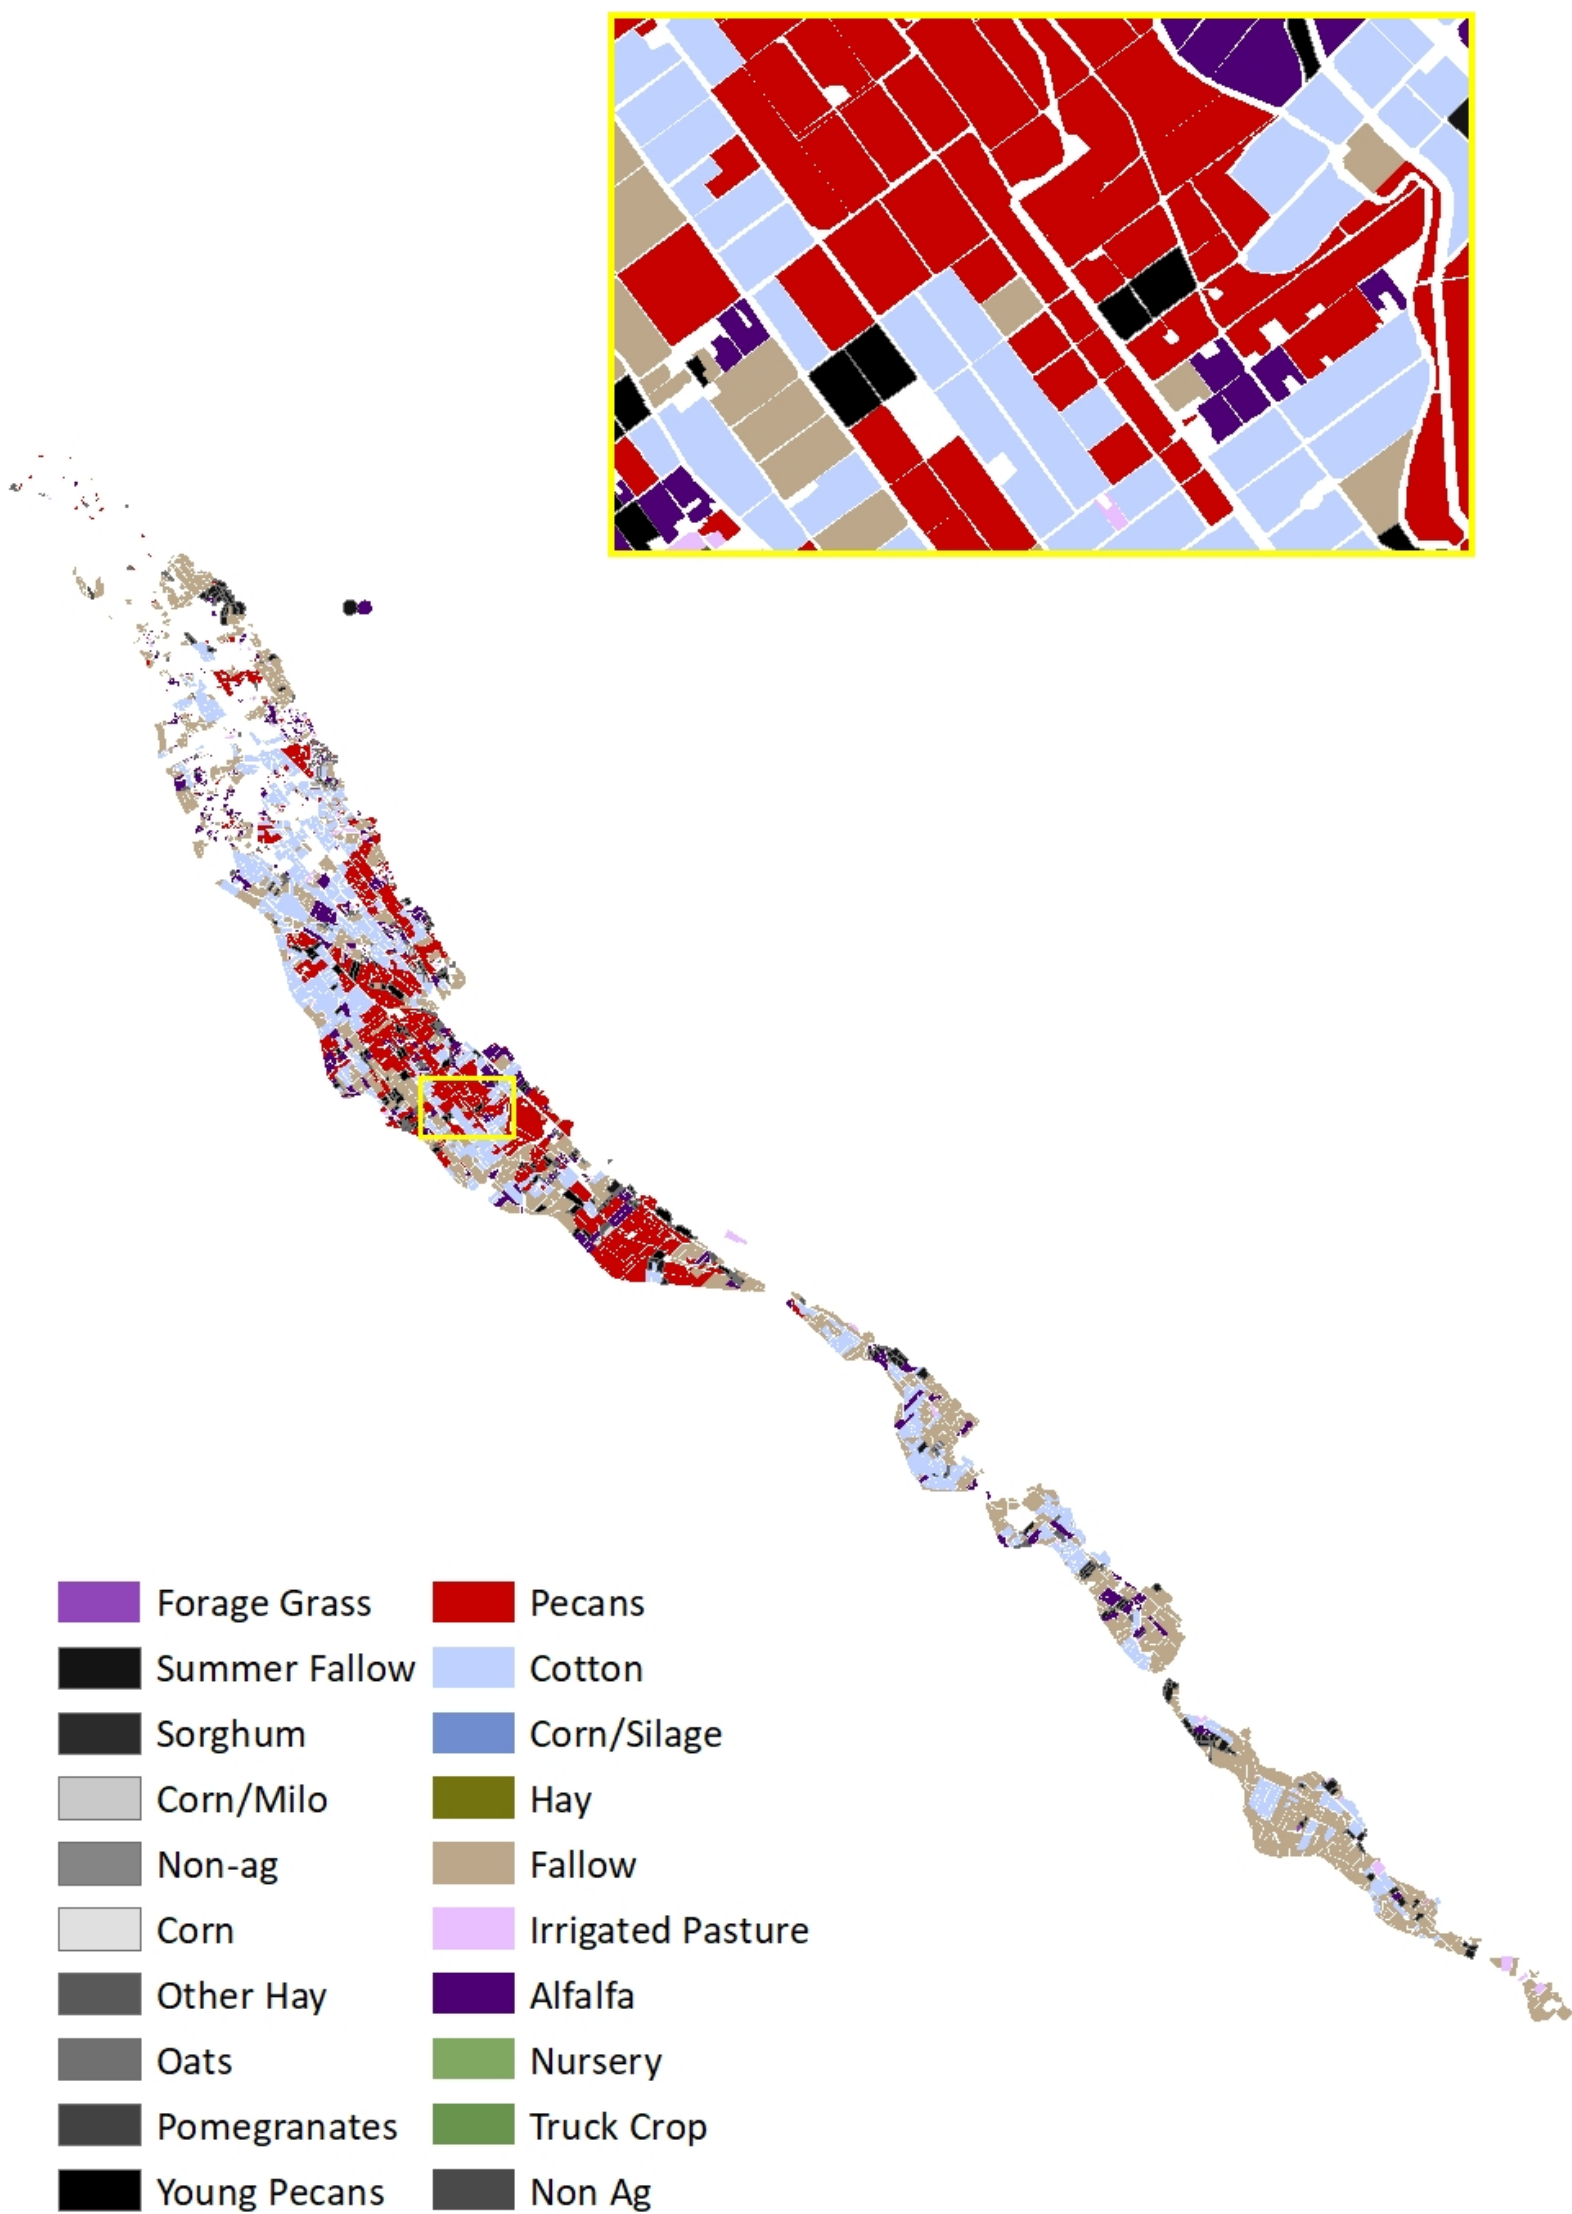 Forage Grass
Summer Fallow
Sorghum
Corn/Milo
Non-ag
Corn
Other Hay
Oats
Pomegranates
Young Pecans
Pecans
Cotton
Corn/Silage
Hay
Fallow
Irrigated Pasture
Alfalfa
Nursery
Truck Crop
Non Ag